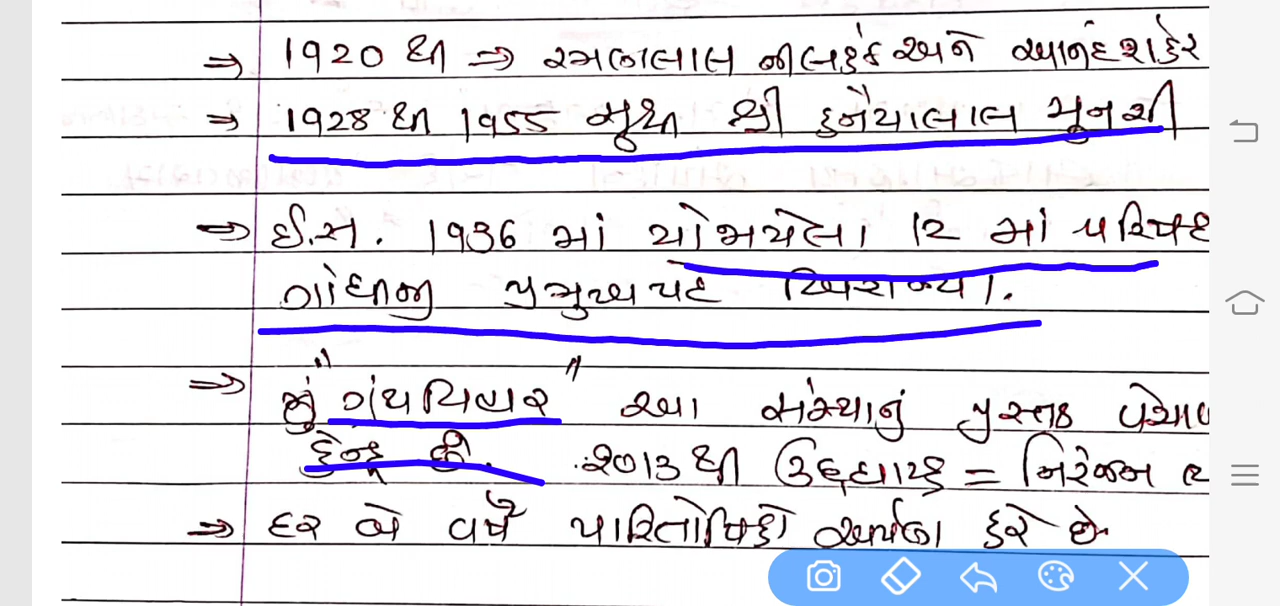 ⇒ 1920 થી ⇒ રમણલાલ નીલકંઠ અને આનંદશંકર
⇒ 1928 થી 1955 સુધી શ્રી કનૈયાલાલ મુનશી
⇒ ઈ.સ. 1936 માં યોજાયેલા 12 માં પરિષદ
ગાંધીજી પ્રમુખપદે બિરાજ્યા.
⇒ "ગ્રંથવિહાર" આ સંસ્થાનું પુસ્તક વેચાણ
કેન્દ્ર છે. 2013 થી ઉદ્દઘાટક = નિરંજન
⇒ દર બે વર્ષે પારિતોષિકો અર્પણ કરે છે